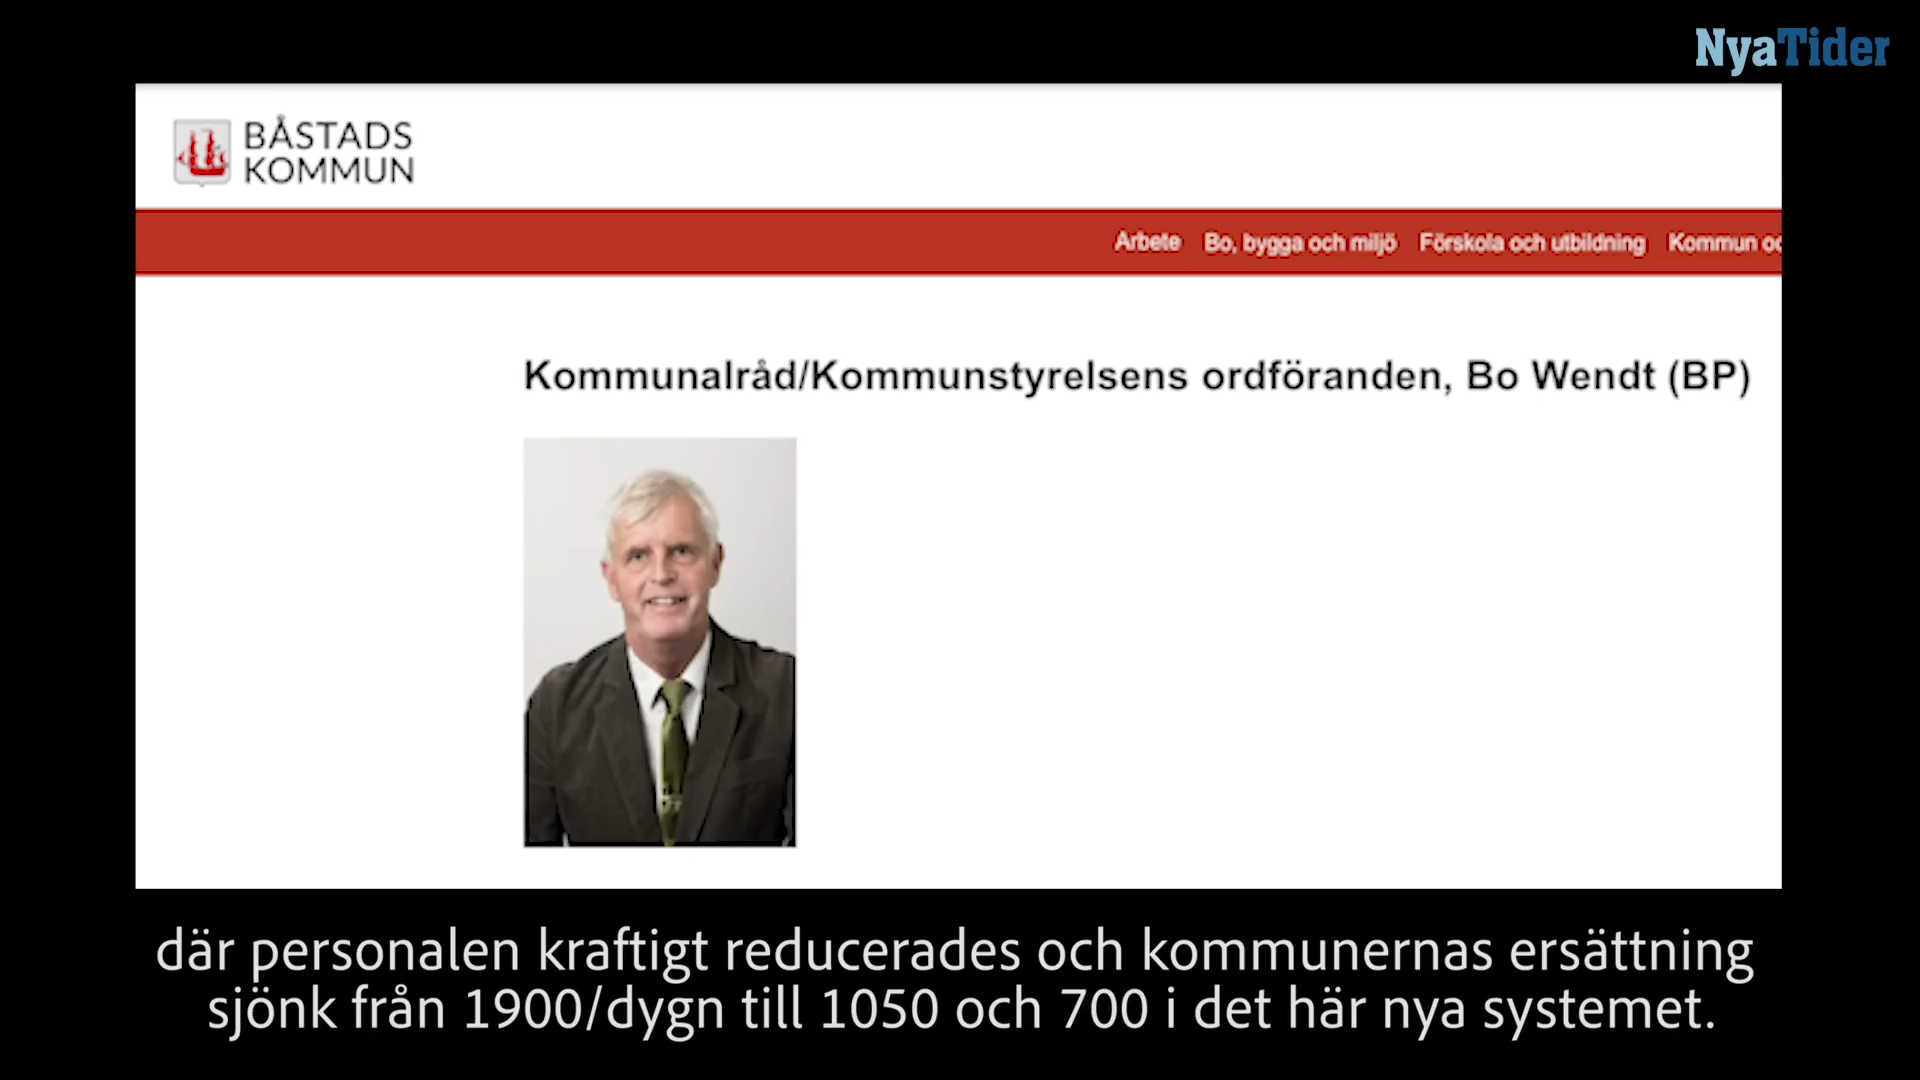 NyaTider
BÅSTADS
KOMMUN
Arbete Bo, bygga och miljö Förskola och utbildning Kommun oc
Kommunalråd/Kommunstyrelsens ordföranden, Bo Wendt (BP)
där personalen kraftigt reducerades och kommunernas ersättning
sjönk från 1900/dygn till 1050 och 700 i det här nya systemet.